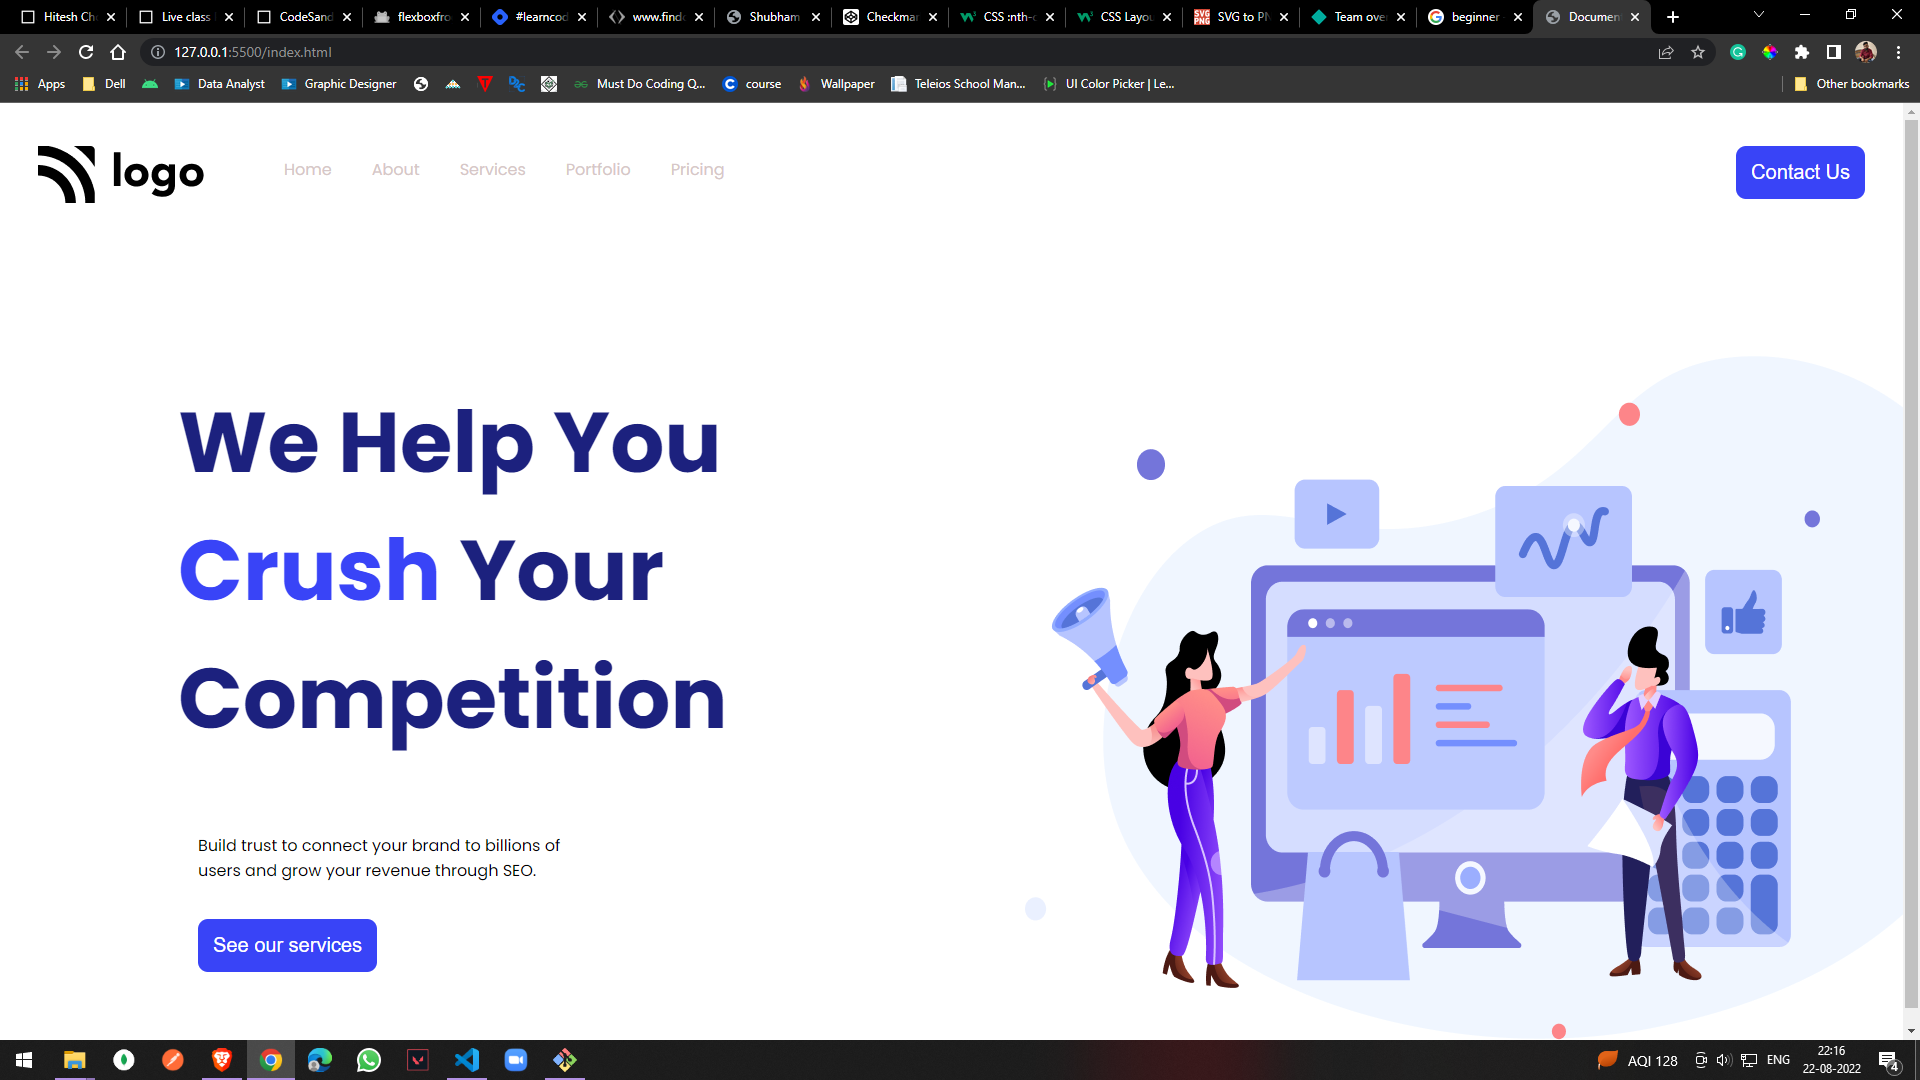 Hitesh Ch
Live class
CodeSand
flexboxfro
#learncod
www.findc
Shubham
Checkmar
CSS :nth-c
CSS Layou
SVG to PN
Team over
beginner
Documen
127.0.0.1:5500/index.html
Apps
Dell
Data Analyst
Graphic Designer
Must Do Coding Q...
course
Wallpaper
Teleios School Man...
UI Color Picker | Le...
Other bookmarks
logo
Home
About
Services
Portfolio
Pricing
Contact Us
We Help You
Crush Your
Competition
Build trust to connect your brand to billions of
users and grow your revenue through SEO.
See our services
AQI 128
ENG
22:16
22-08-2022
4